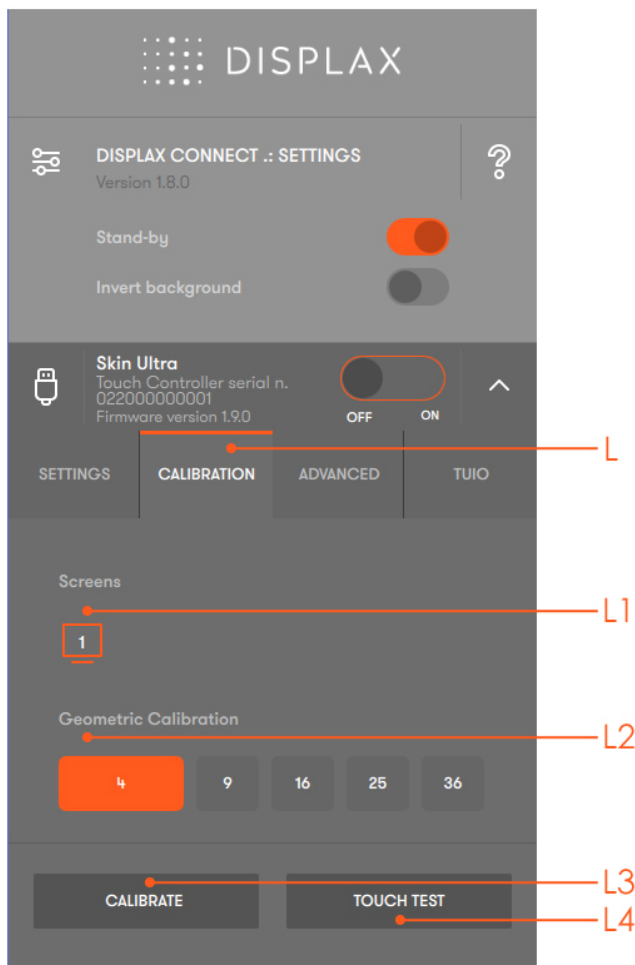 DISPLAX
DISPLAX CONNECT .: SETTINGS
Version 1.8.0
Stand-by
Invert background
Skin Ultra
Touch Controller serial n.
022000000001
Firmware version 1.9.0
OFF ON
L
SETTINGS CALIBRATION ADVANCED TUIO
Screens
L1
1
Geometric Calibration
L2
4 9 16 25 36
L3
CALIBRATE TOUCH TEST
L4